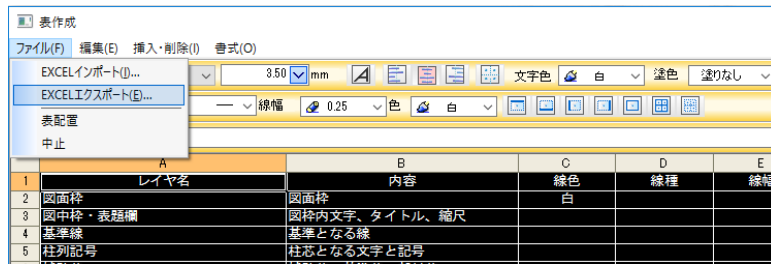 表作成
ファイル(F) 編集(E) 挿入・削除(I) 書式(O)
EXCELインポート(I)...
3.50 mm 文字色 白 塗色 塗りなし
EXCELエクスポート(E)...
線幅 0.25 色 白
表配置
中止
A B C D E
1 レイヤ名 内容 線色 線種 線幅
2 図面枠 図面枠 白
3 図中枠・表題欄 図枠内文字、タイトル、縮尺
4 基準線 基準となる線
5 柱列記号 柱芯となる文字と記号